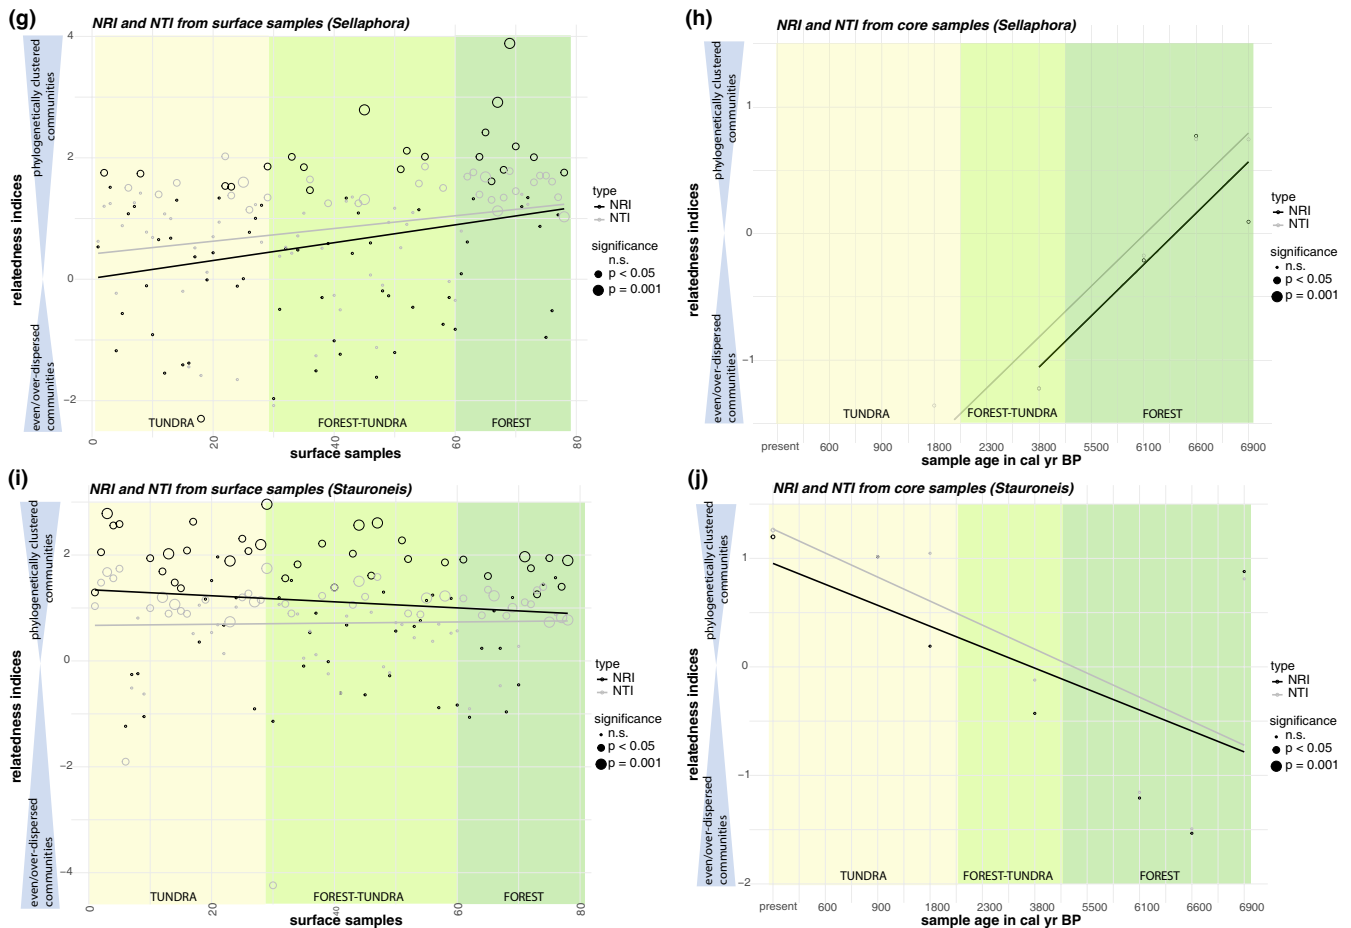 (g)
NRI and NTI from surface samples (Sellaphora)
4
2
0
−2
phylogenetically clustered
communities
relatedness indices
even/over-dispersed
communities
TUNDRA
FOREST-TUNDRA
FOREST
0
20
40
60
80
surface samples
type
NRI
NTI
significance
n.s.
p < 0.05
p = 0.001
(h)
NRI and NTI from core samples (Sellaphora)
1
0
−1
phylogenetically clustered
communities
relatedness indices
even/over-dispersed
communities
TUNDRA
FOREST-TUNDRA
FOREST
present
600
900
1800
2300
3800
5500
6100
6600
6900
sample age in cal yr BP
type
NRI
NTI
significance
n.s.
p < 0.05
p = 0.001
(i)
NRI and NTI from surface samples (Stauroneis)
2
0
−2
−4
phylogenetically clustered
communities
relatedness indices
even/over-dispersed
communities
TUNDRA
FOREST-TUNDRA
FOREST
0
20
40
60
80
surface samples
type
NRI
NTI
significance
n.s.
p < 0.05
p = 0.001
(j)
NRI and NTI from core samples (Stauroneis)
1
0
−1
−2
phylogenetically clustered
communities
relatedness indices
even/over-dispersed
communities
TUNDRA
FOREST-TUNDRA
FOREST
present
600
900
1800
2300
3800
5500
6100
6600
6900
sample age in cal yr BP
type
NRI
NTI
significance
n.s.
p < 0.05
p = 0.001